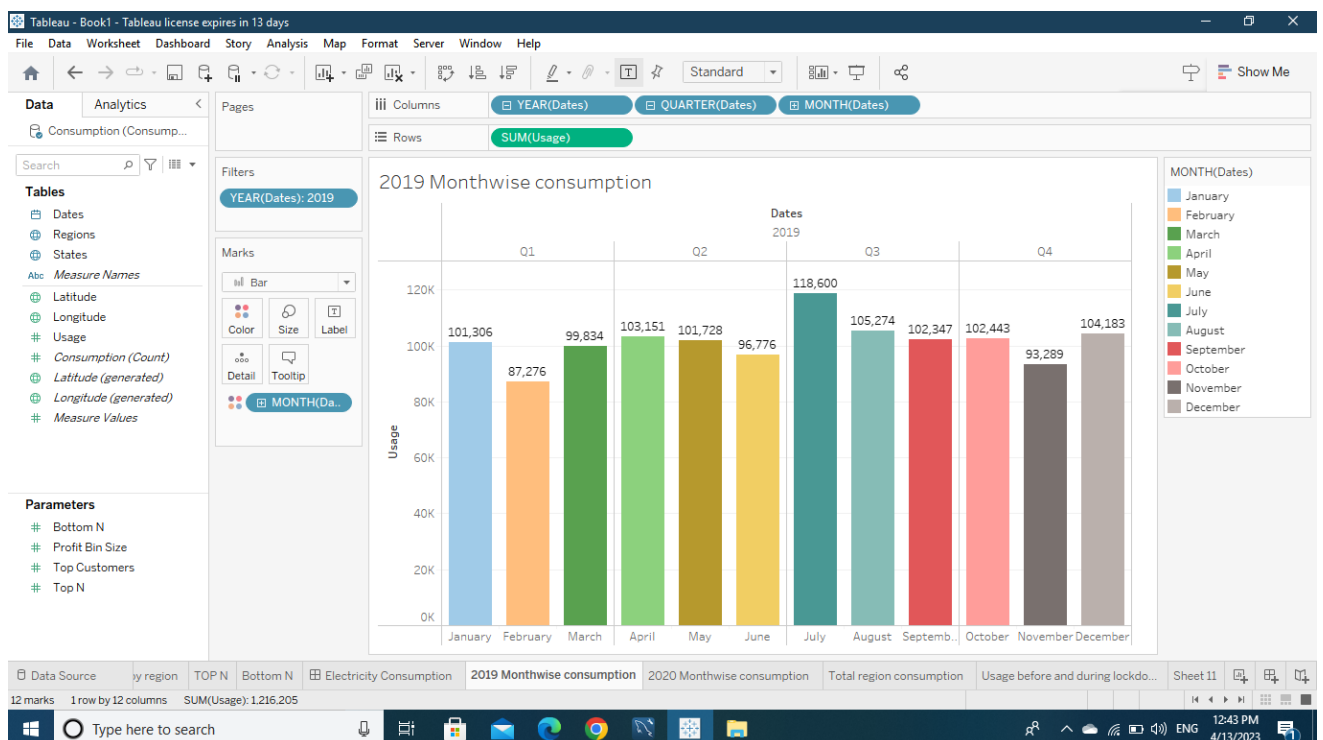 Tableau - Book1 - Tableau license expires in 13 days
File Data Worksheet Dashboard Story Analysis Map Format Server Window Help
Standard
Show Me
Data Analytics
Consumption (Consump...
Search
Tables
Dates
Regions
States
Abc Measure Names
Latitude
Longitude
# Usage
# Consumption (Count)
Latitude (generated)
Longitude (generated)
# Measure Values
Parameters
# Bottom N
# Profit Bin Size
# Top Customers
# Top N
Pages
Filters
YEAR(Dates): 2019
Marks
Bar
Color Size Label
Detail Tooltip
MONTH(Da..
Columns YEAR(Dates) QUARTER(Dates) MONTH(Dates)
Rows SUM(Usage)
2019 Monthwise consumption
Dates
2019
Q1 Q2 Q3 Q4
Usage
120K
100K
80K
60K
40K
20K
0K
101,306 87,276 99,834 103,151 101,728 96,776 118,600 105,274 102,347 102,443 93,289 104,183
January February March April May June July August Septemb.. October November December
MONTH(Dates)
January
February
March
April
May
June
July
August
September
October
November
December
Data Source by region TOP N Bottom N Electricity Consumption 2019 Monthwise consumption 2020 Monthwise consumption Total region consumption Usage before and during lockdo... Sheet 11
12 marks 1 row by 12 columns SUM(Usage): 1,216,205
Type here to search
ENG
12:43 PM
4/13/2023